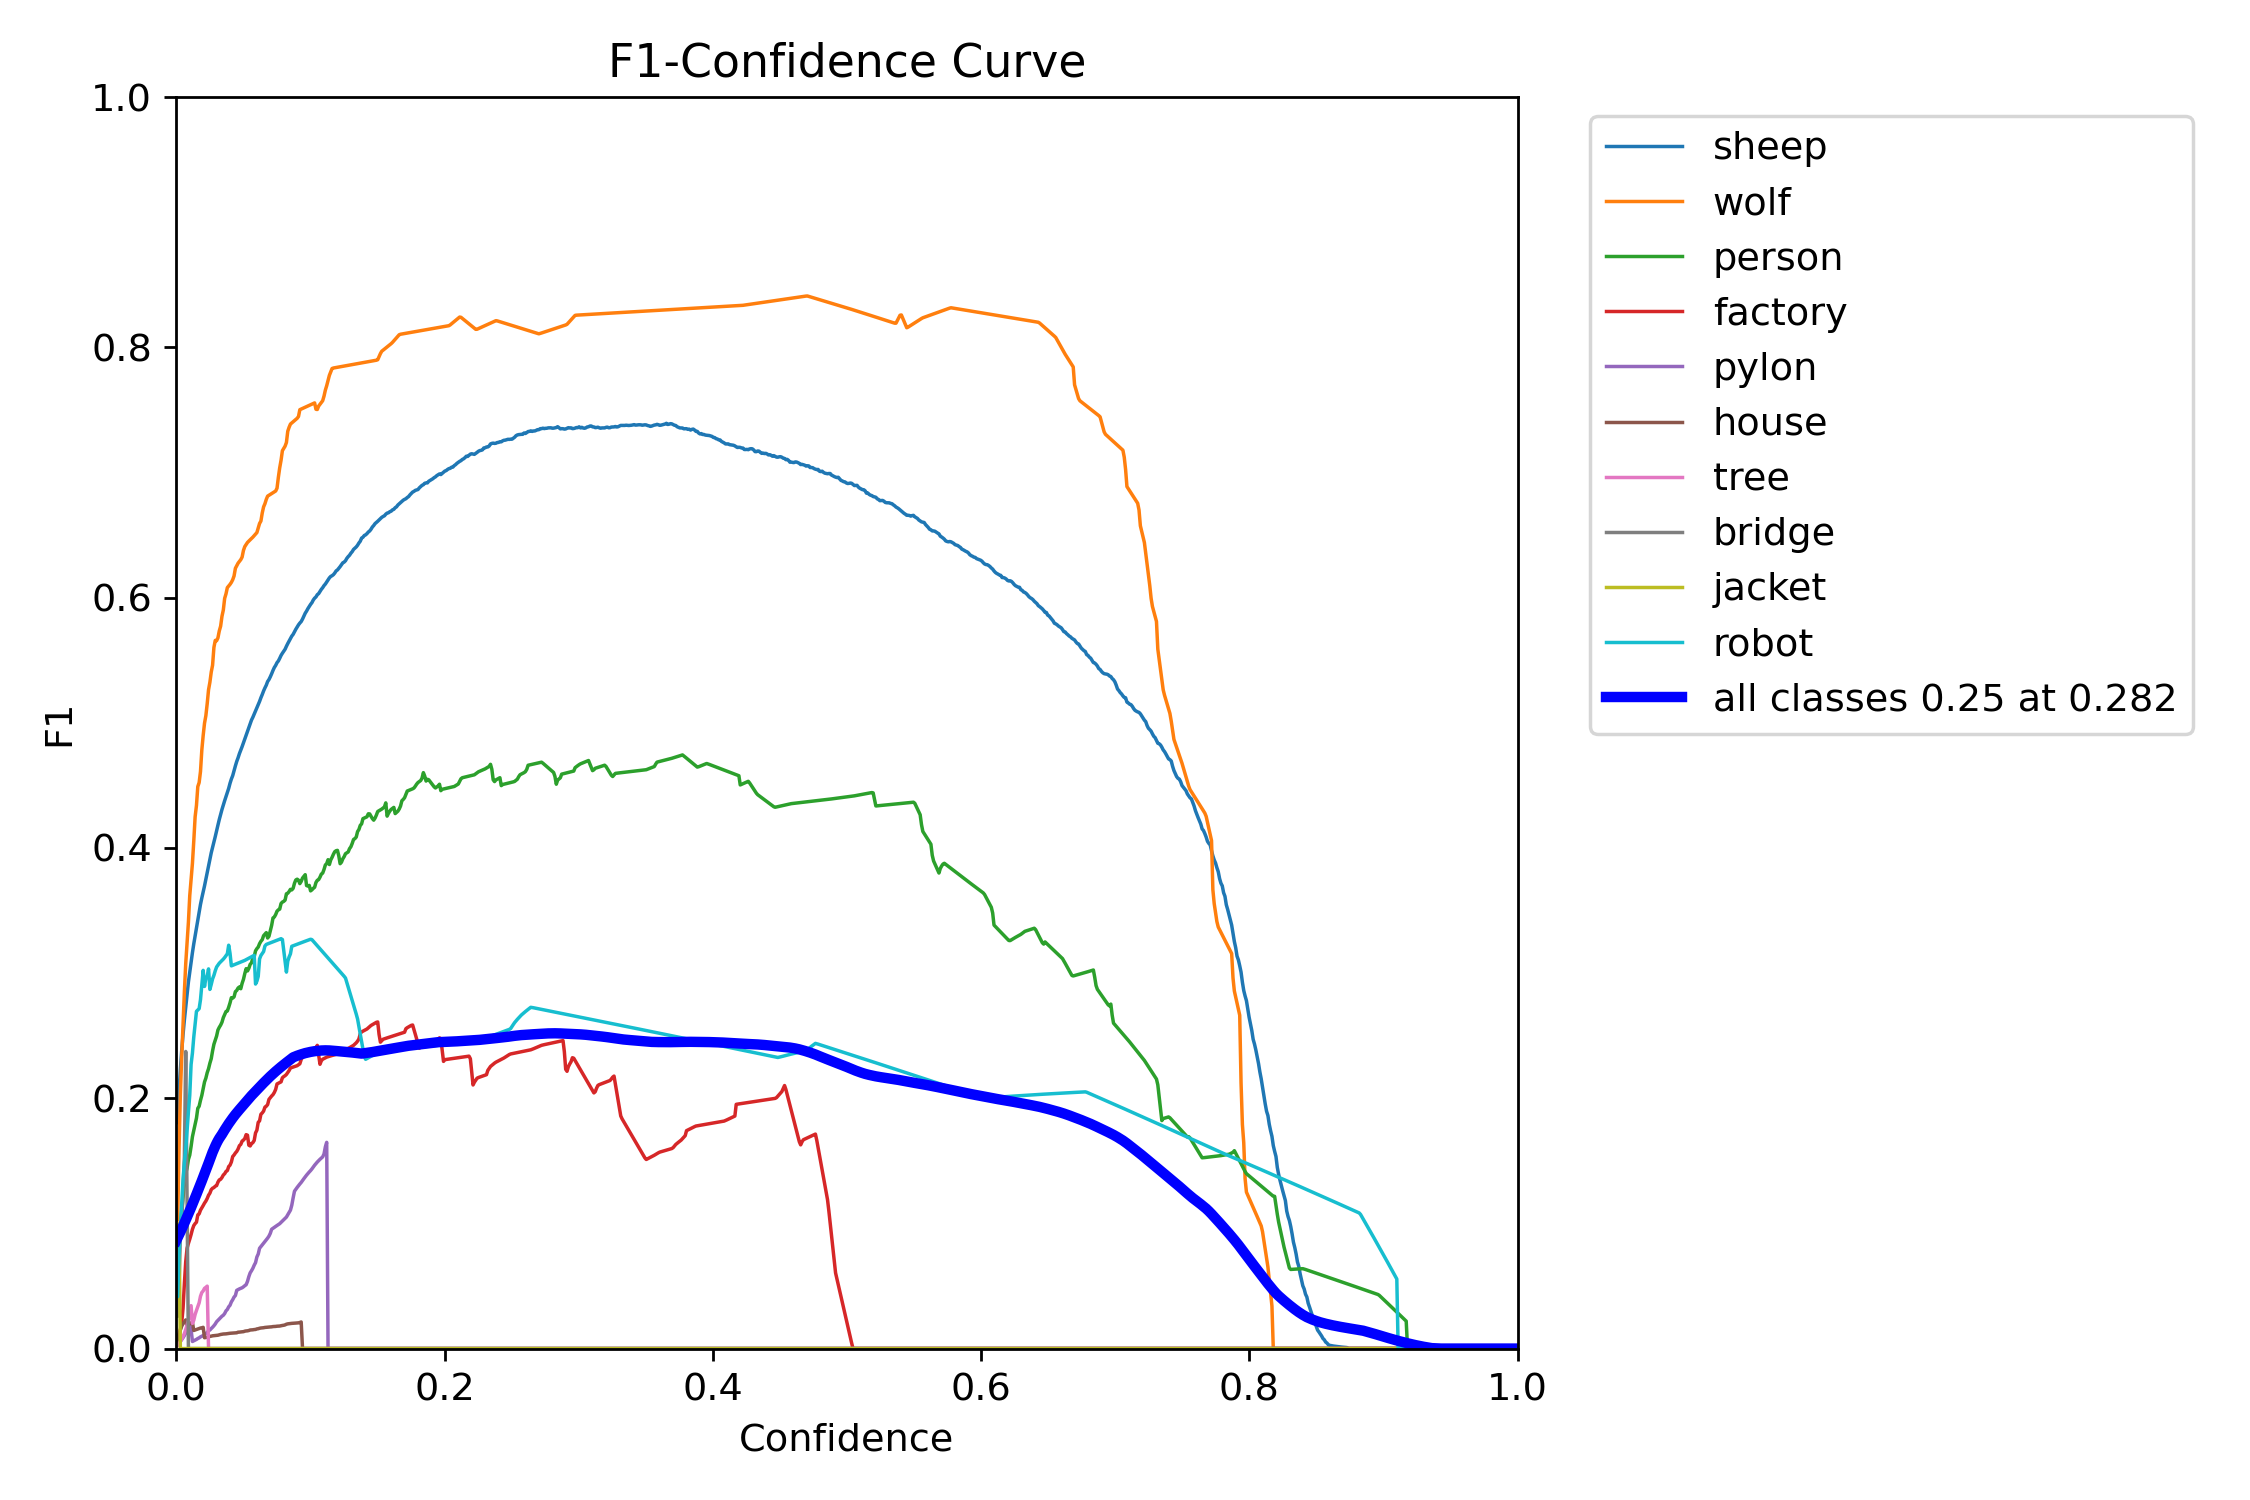 F1-Confidence Curve
1.0
0.8
0.6
0.4
0.2
0.0
F1
0.0 0.2 0.4 0.6 0.8 1.0
Confidence
sheep
wolf
person
factory
pylon
house
tree
bridge
jacket
robot
all classes 0.25 at 0.282